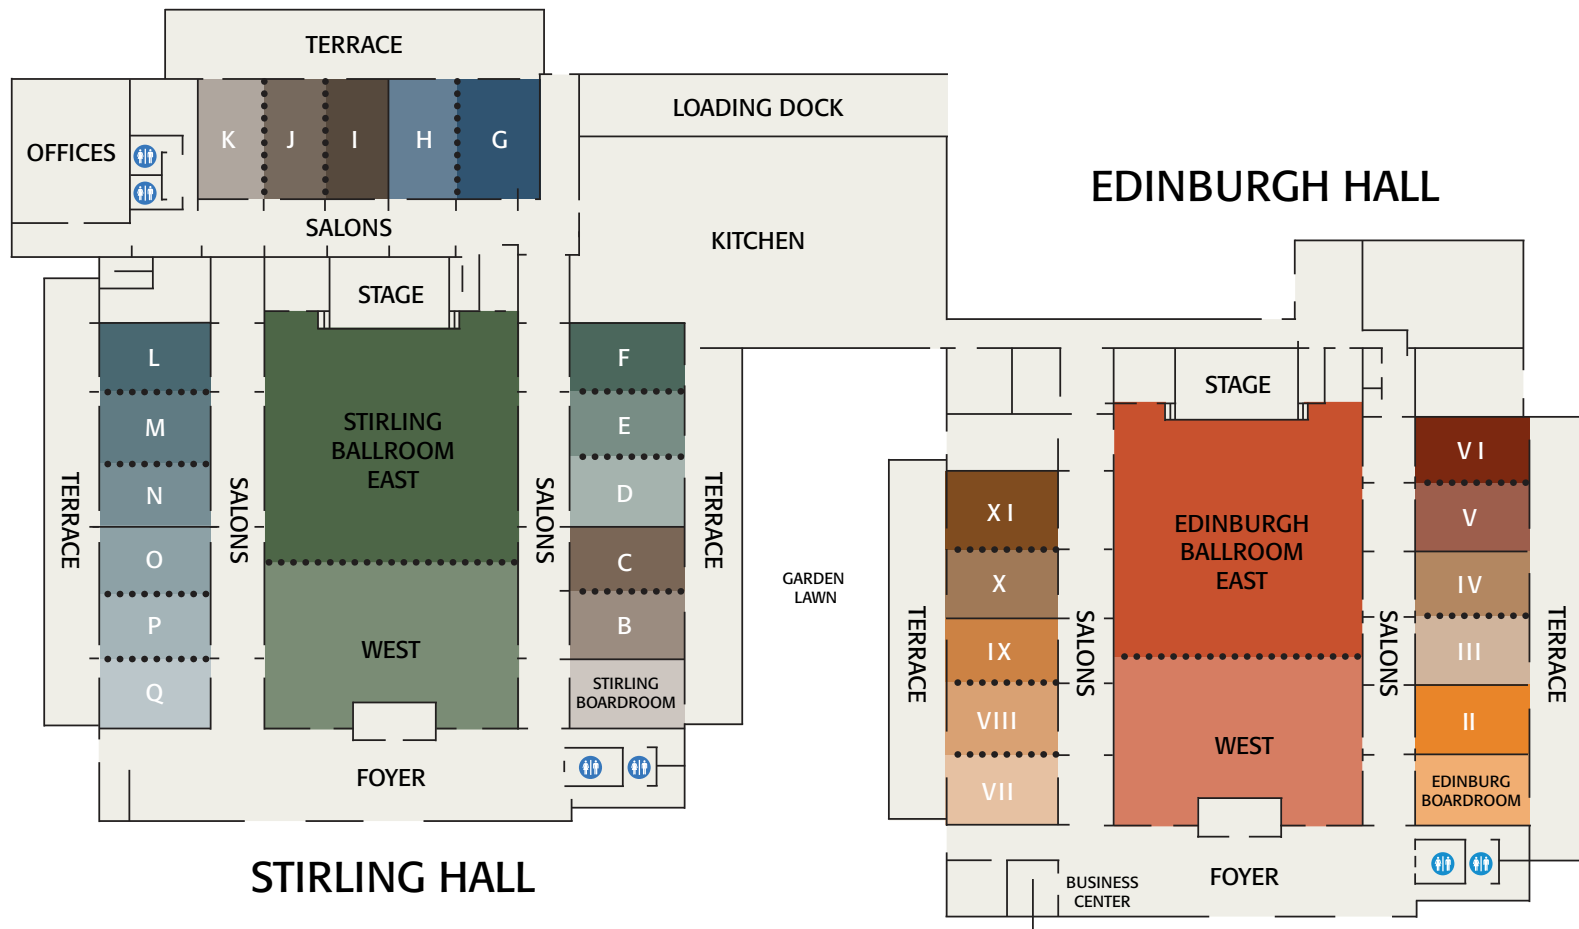 TERRACE
OFFICES
K
J
I
H
G
LOADING DOCK
SALONS
KITCHEN
EDINBURGH HALL
STAGE
L
M
N
O
P
Q
TERRACE
SALONS
STIRLING
BALLROOM
EAST
WEST
SALONS
F
E
D
C
B
STIRLING
BOARDROOM
TERRACE
FOYER
STIRLING HALL
GARDEN
LAWN
STAGE
TERRACE
XI
X
IX
VIII
VII
SALONS
EDINBURGH
BALLROOM
EAST
WEST
SALONS
VI
V
IV
III
II
EDINBURG
BOARDROOM
TERRACE
BUSINESS
CENTER
FOYER